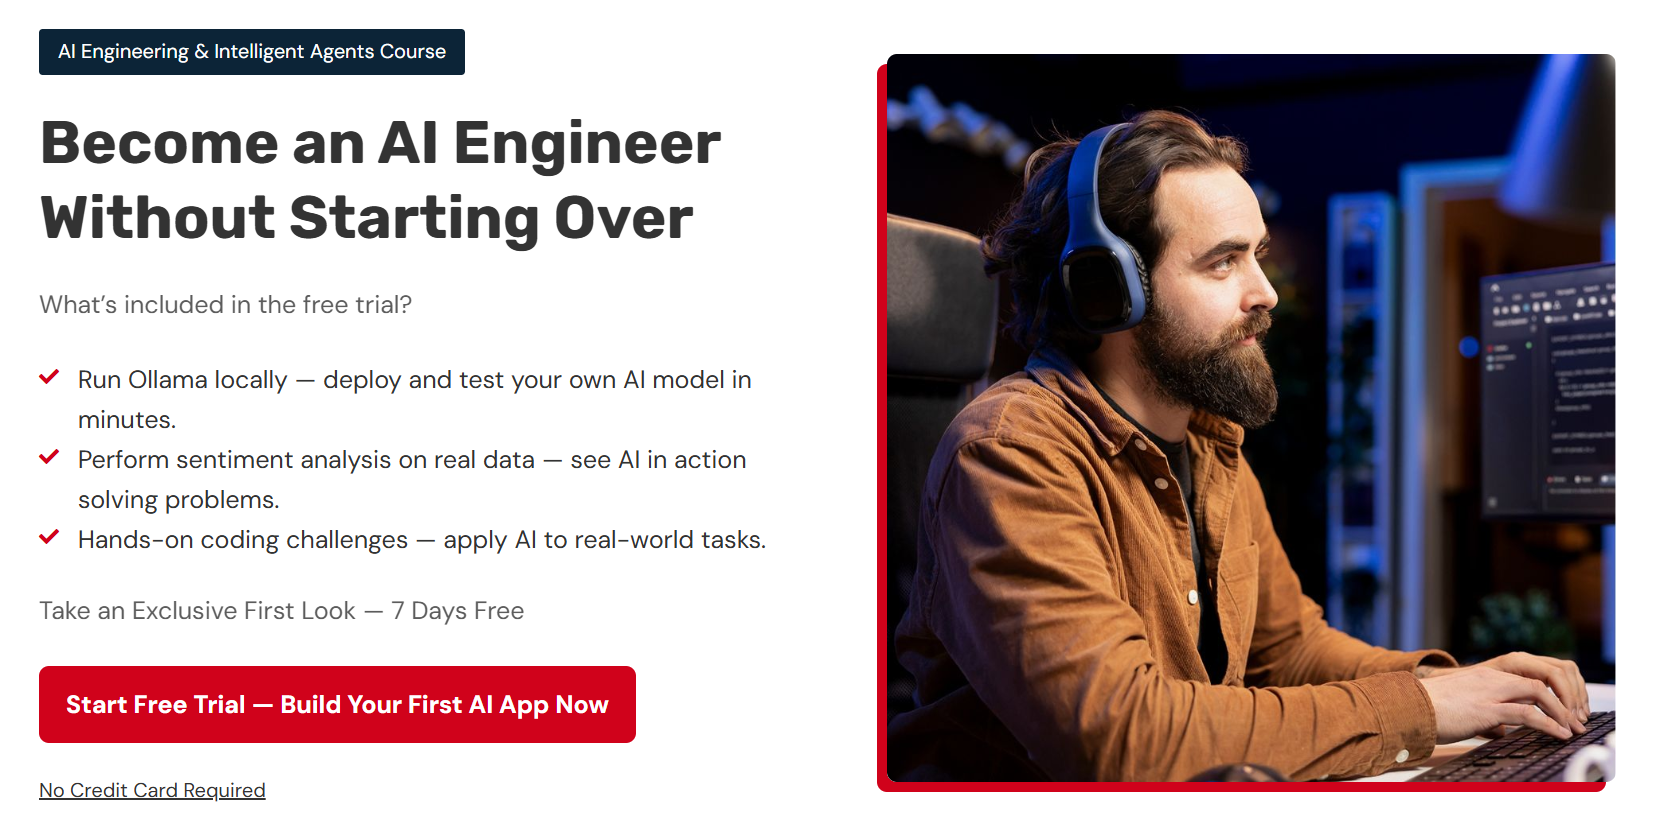 AI Engineering & Intelligent Agents Course
Become an AI Engineer
Without Starting Over
What’s included in the free trial?
Run Ollama locally — deploy and test your own AI model in
minutes.
Perform sentiment analysis on real data — see AI in action
solving problems.
Hands-on coding challenges — apply AI to real-world tasks.
Take an Exclusive First Look — 7 Days Free
Start Free Trial — Build Your First AI App Now
No Credit Card Required